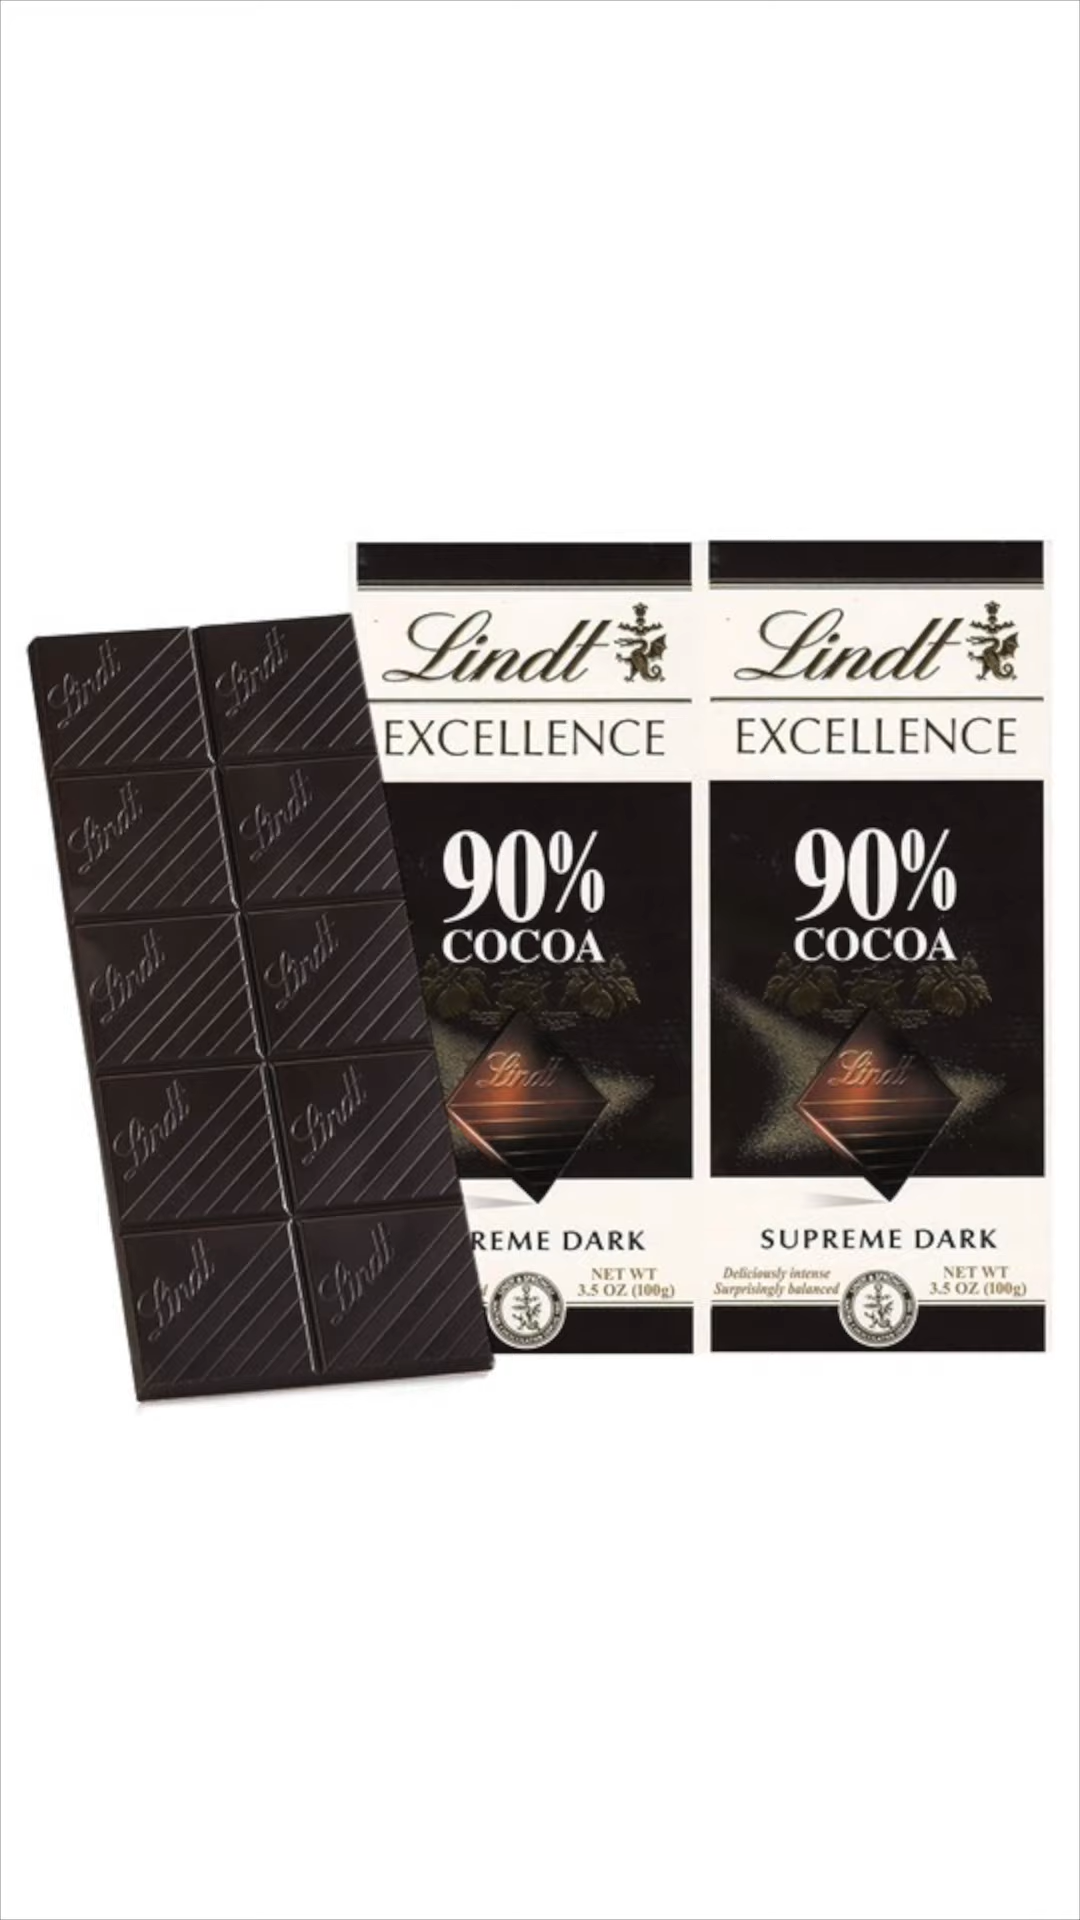 Lindt
Lindt
Lindt
Lindt
Lindt
Lindt
Lindt
Lindt
Lindt
Lindt
Lindt
EXCELLENCE
90%
COCOA
Lindt
REME DARK
NET WT
3.5 OZ (100g)
Lindt
EXCELLENCE
90%
COCOA
Lindt
SUPREME DARK
Deliciously intense
Surprisingly balanced
NET WT
3.5 OZ (100g)